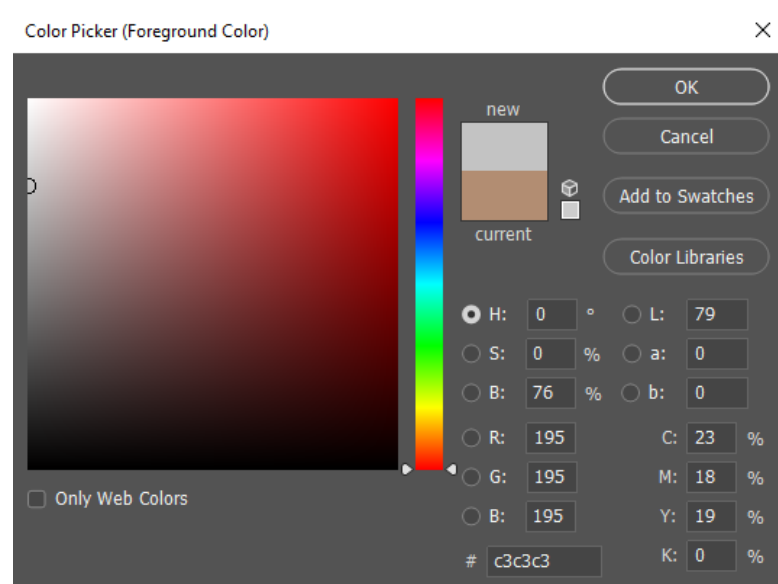 Color Picker (Foreground Color)
OK
new
Cancel
Add to Swatches
current
Color Libraries
H: 0 ° L: 79
S: 0 % a: 0
B: 76 % b: 0
R: 195 C: 23 %
G: 195 M: 18 %
Only Web Colors
B: 195 Y: 19 %
# c3c3c3 K: 0 %